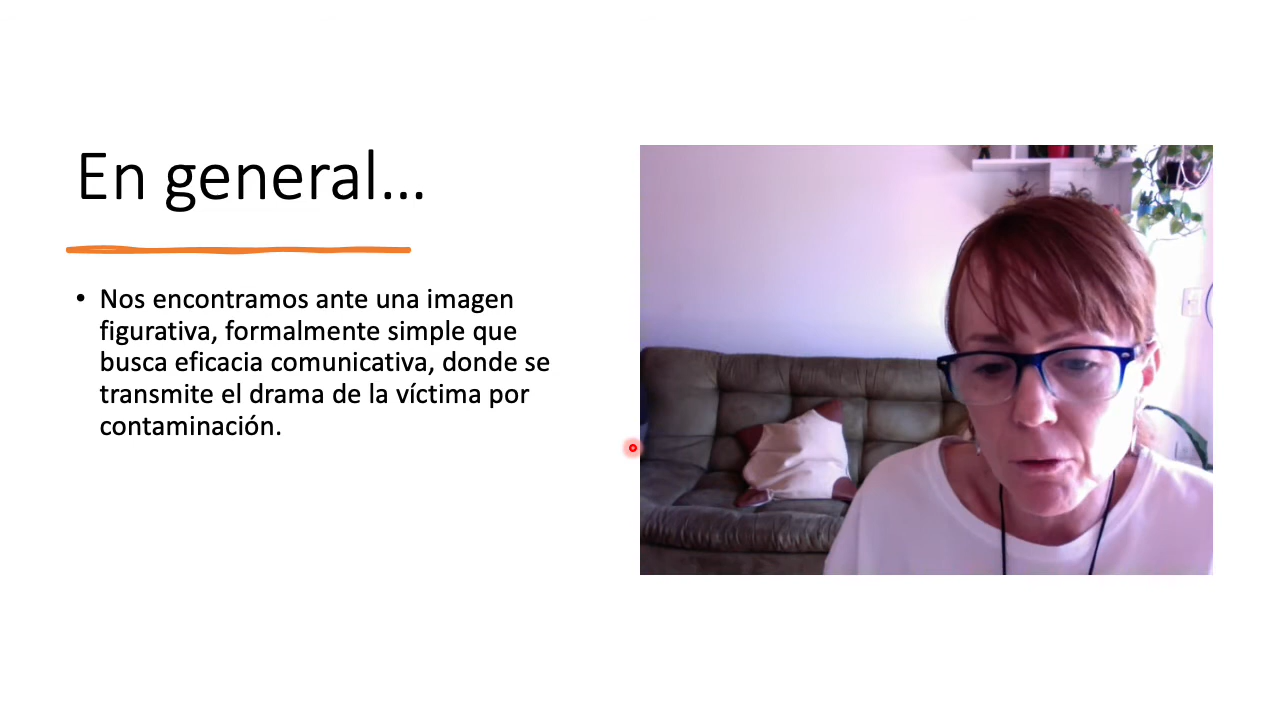 En general...
• Nos encontramos ante una imagen
figurativa, formalmente simple que
busca eficacia comunicativa, donde se
transmite el drama de la víctima por
contaminación.